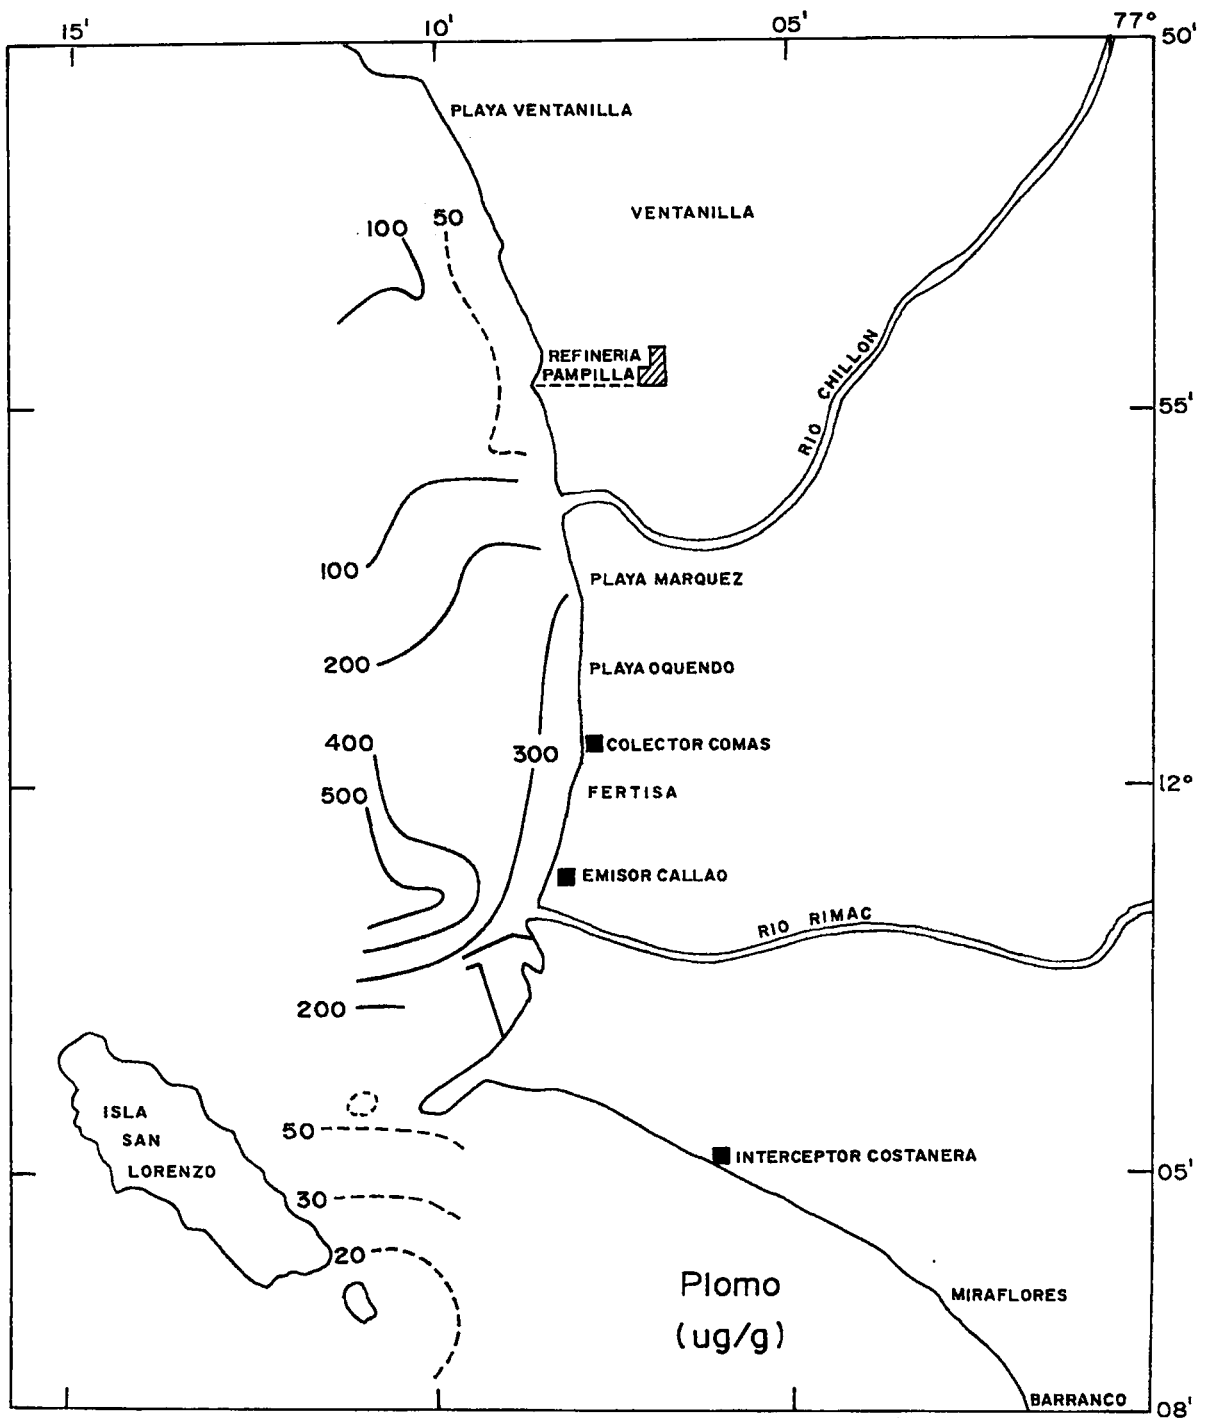 15'
10'
05'
77°
50'
PLAYA VENTANILLA
VENTANILLA
100
50
REFINERIA
PAMPILLA
RIO CHILLON
55'
100
PLAYA MARQUEZ
200
PLAYA OQUENDO
400
300
COLECTOR COMAS
500
FERTISA
12°
EMISOR CALLAO
RIO RIMAC
200
ISLA
SAN
LORENZO
50
INTERCEPTOR COSTANERA
05'
30
20
Plomo
(ug/g)
MIRAFLORES
BARRANCO
08'